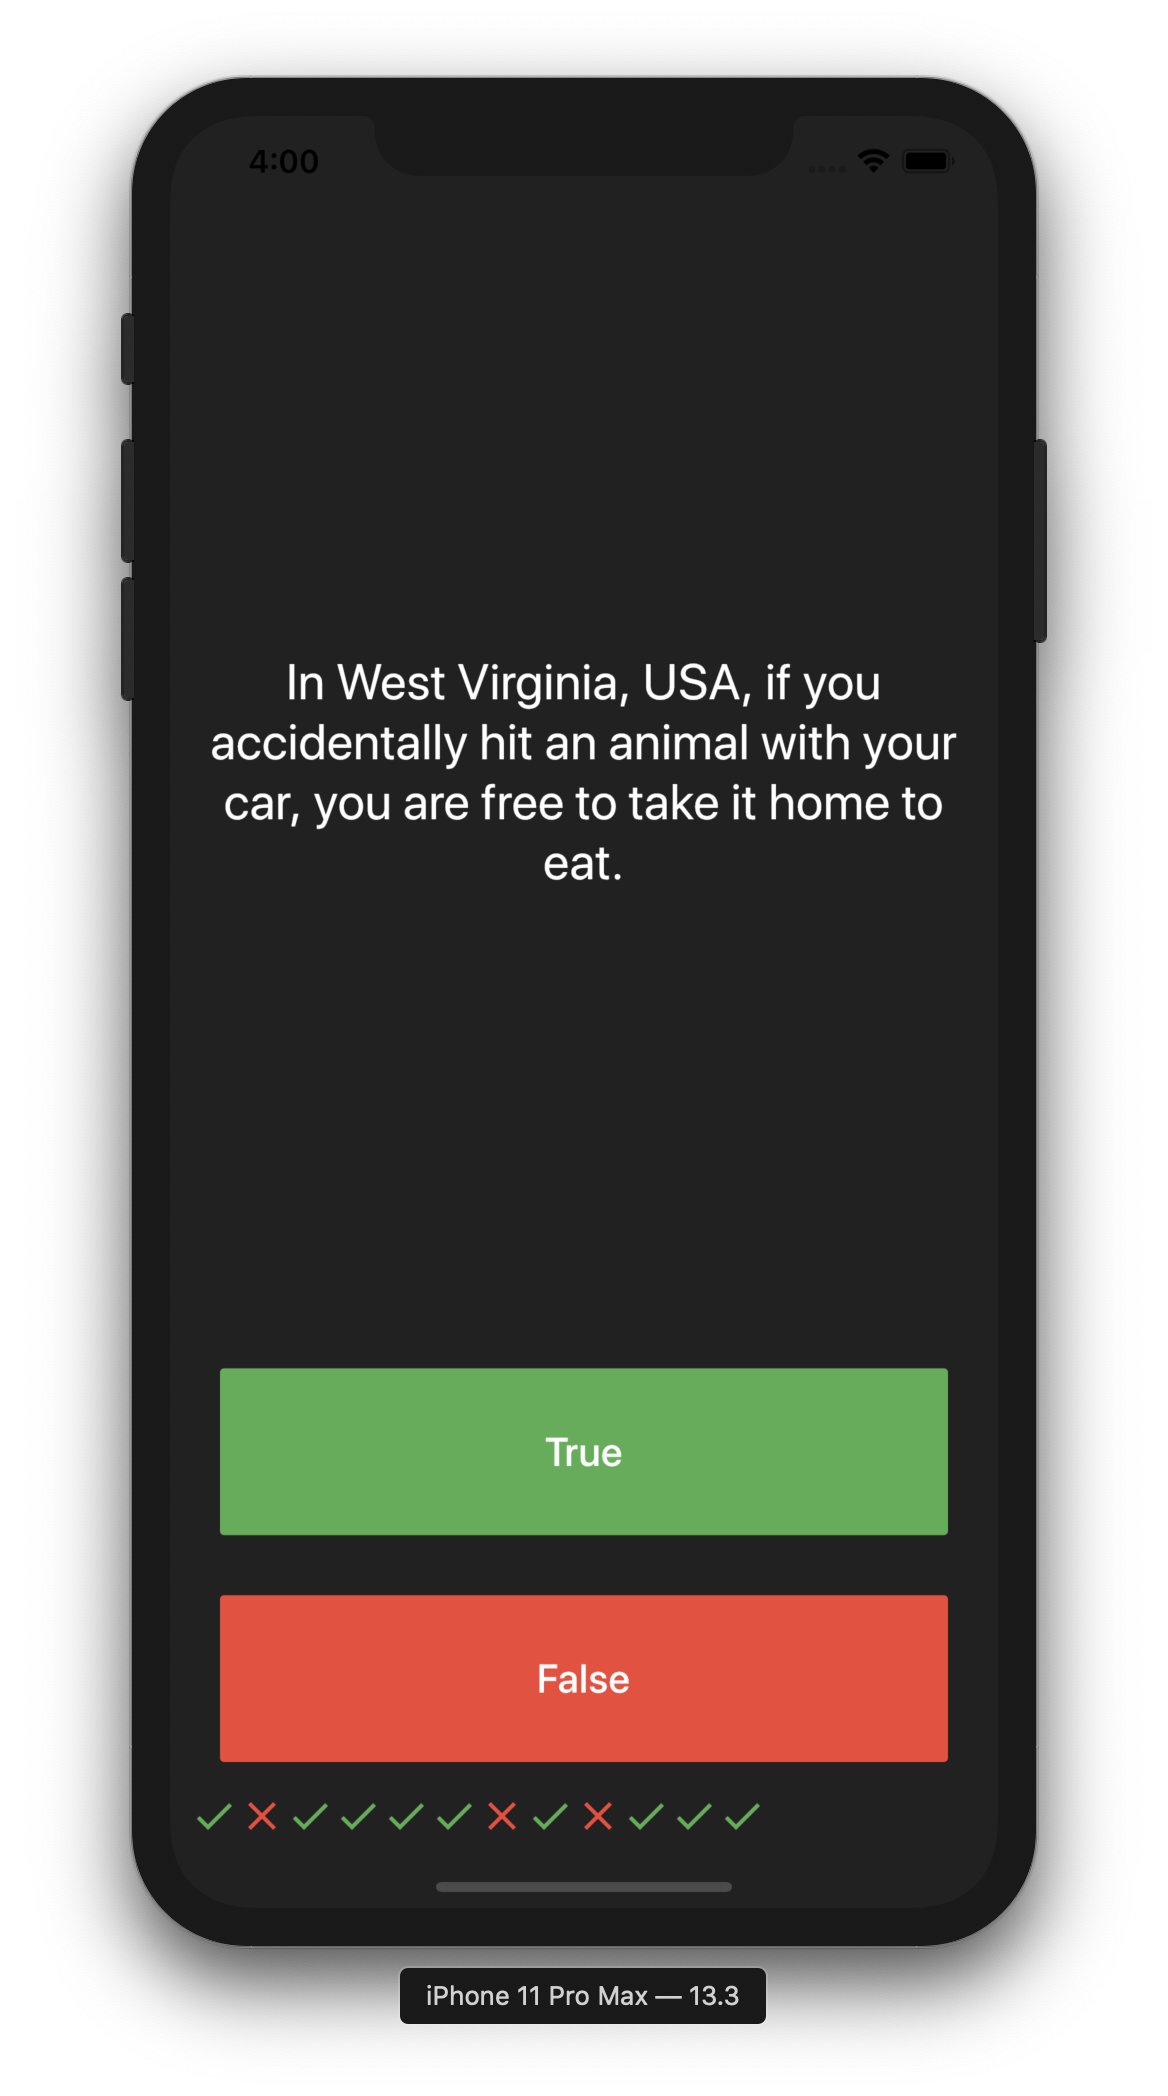 4:00
In West Virginia, USA, if you
accidentally hit an animal with your
car, you are free to take it home to
eat.
True
False
iPhone 11 Pro Max — 13.3